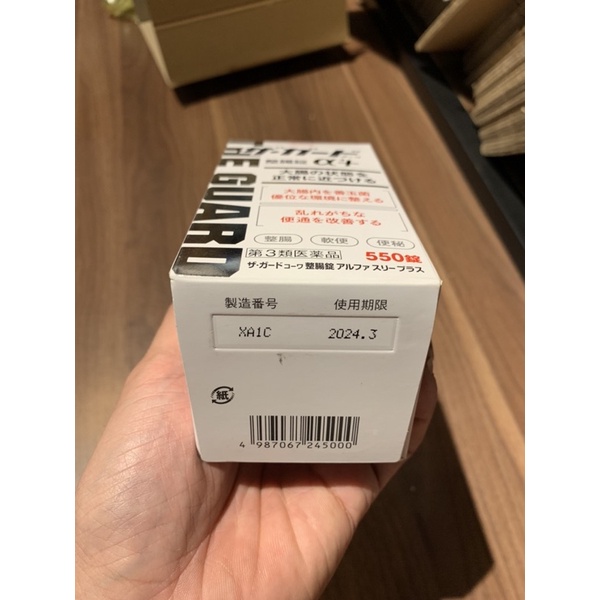 THE GUARD
ザ・ガード
整腸錠 α3+
大腸の状態を
正常に近づける
大腸内を善玉菌
優位な環境に整える
乱れがちな
便通を改善する
整腸 軟便 便秘
第3類医薬品 550錠
ザ・ガードコーワ整腸錠 アルファ スリープラス
製造番号 使用期限
XA1C 2024.3
紙
4 987067 245000